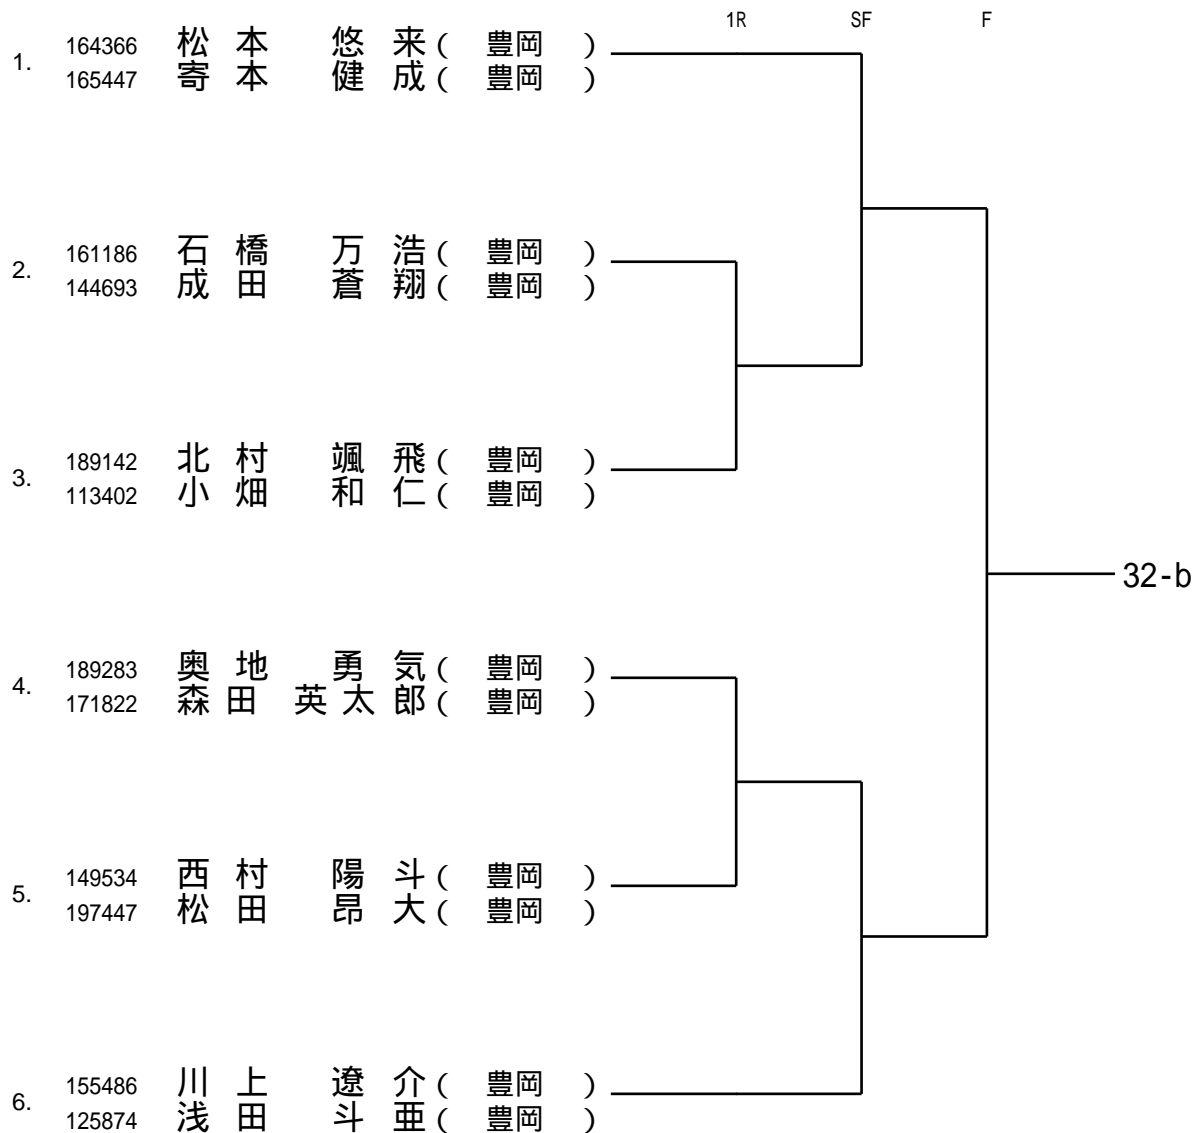 1R SF F
1. 164366 松本 悠来( 豊岡 )
165447 寄本 健成( 豊岡 )
2. 161186 石橋 万浩( 豊岡 )
144693 成田 蒼翔( 豊岡 )
3. 189142 北村 颯飛( 豊岡 )
113402 小畑 和仁( 豊岡 )
32-b
4. 189283 奥地 勇気( 豊岡 )
171822 森田 英太郎( 豊岡 )
5. 149534 西村 陽斗( 豊岡 )
197447 松田 昂大( 豊岡 )
6. 155486 川上 遼介( 豊岡 )
125874 浅田 斗亜( 豊岡 )